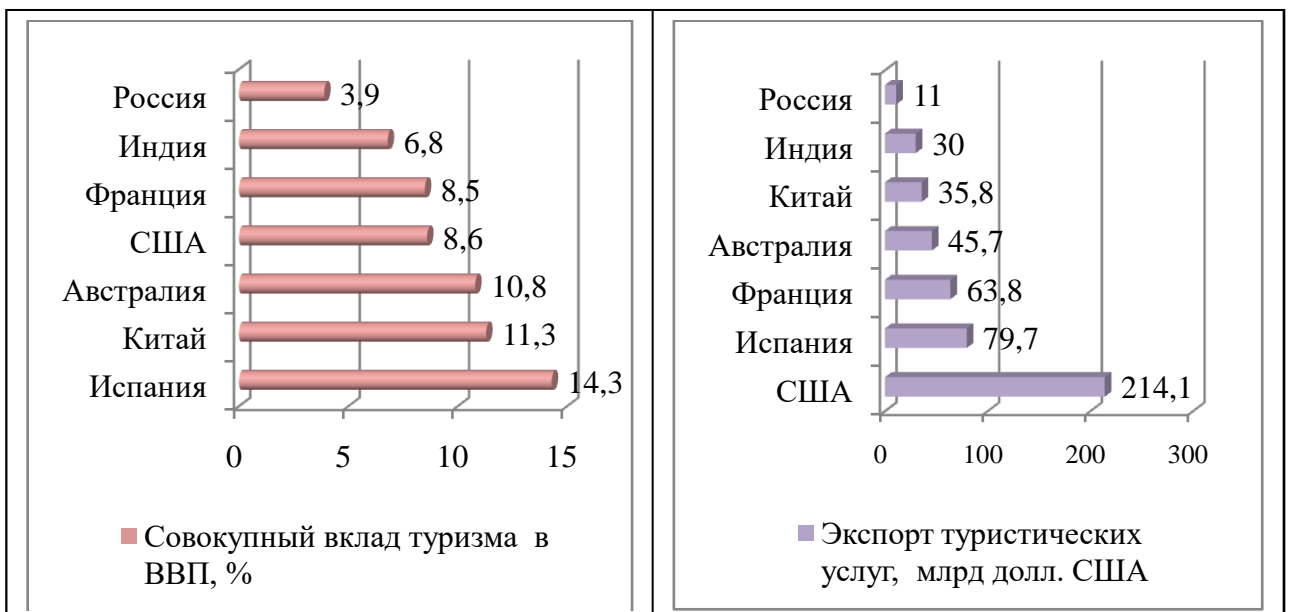 Россия 3,9
Индия 6,8
Франция 8,5
США 8,6
Австралия 10,8
Китай 11,3
Испания 14,3
0 5 10 15
Совокупный вклад туризма в
ВВП, %
Россия 11
Индия 30
Китай 35,8
Австралия 45,7
Франция 63,8
Испания 79,7
США 214,1
0 100 200 300
Экспорт туристических
услуг, млрд долл. США